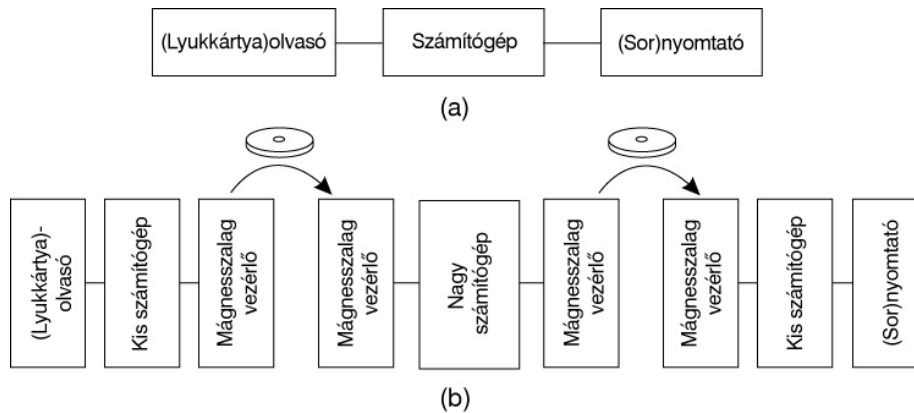 (Lyukkártya)olvasó
Számítógép
(Sor)nyomtató
(a)
(Lyukkártya)-
olvasó
Kis számítógép
Mágnesszalag
vezérlő
Mágnesszalag
vezérlő
Nagy
számítógép
Mágnesszalag
vezérlő
Mágnesszalag
vezérlő
Kis számítógép
(Sor)nyomtató
(b)